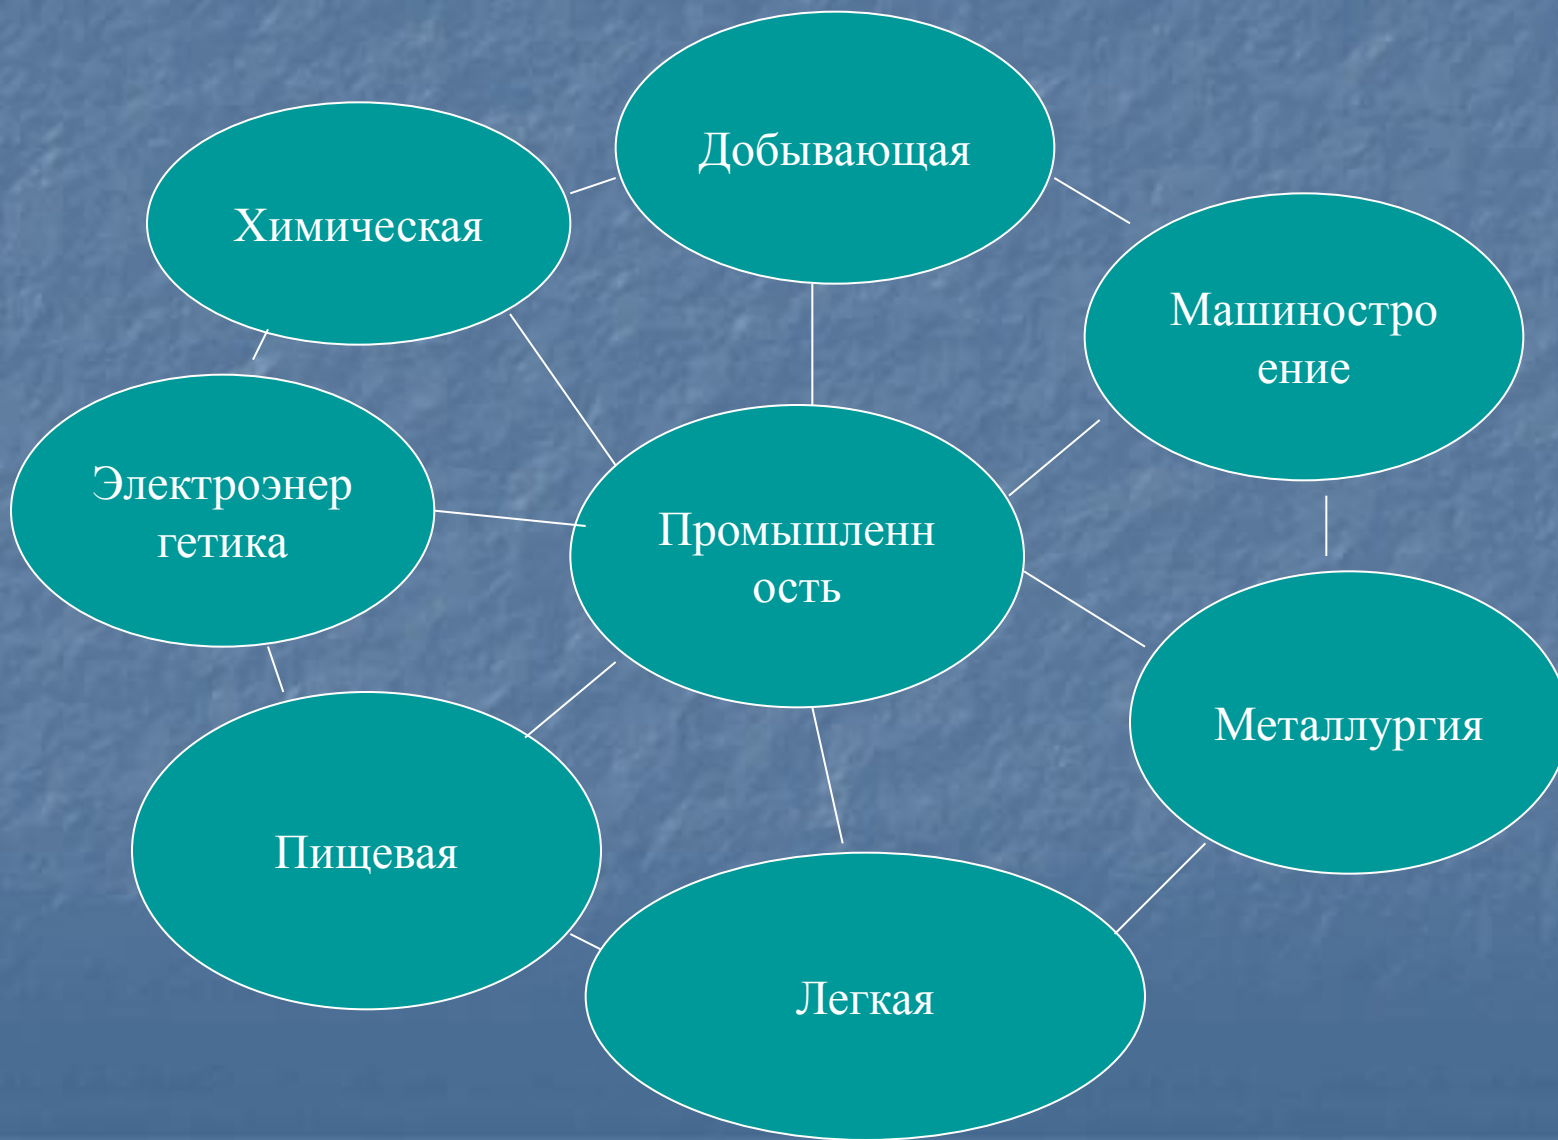 Добывающая
Химическая
Машиностро
ение
Электроэнер
гетика
Промышленн
ость
Металлургия
Пищевая
Легкая